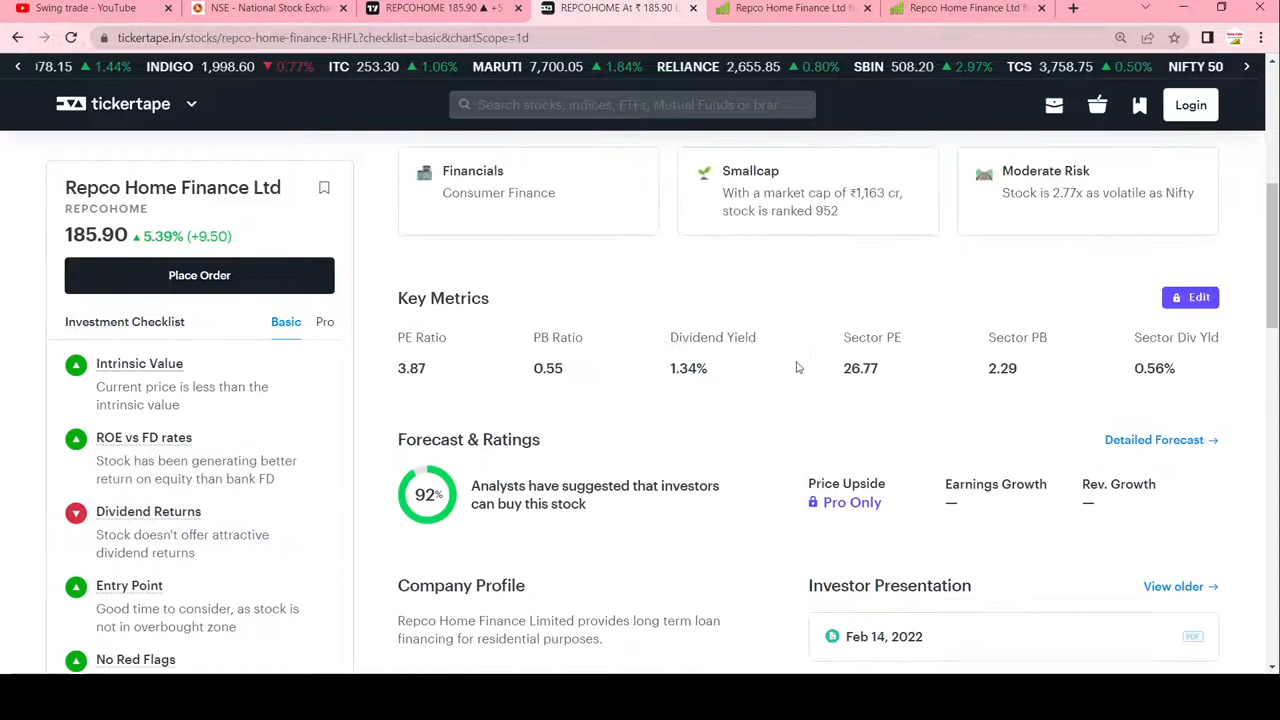 Swing trade - YouTube
NSE - National Stock Exchan
REPCOHOME 185.90 ▲ +5
REPCOHOME At ₹ 185.90 L
Repco Home Finance Ltd fi
Repco Home Finance Ltd fi
tickertape.in/stocks/repco-home-finance-RHFL?checklist=basic&chartScope=1d
978.15 ▲ 1.44% INDIGO 1,998.60 ▼ 0.77% ITC 253.30 ▲ 1.06% MARUTI 7,700.05 ▲ 1.84% RELIANCE 2,655.85 ▲ 0.80% SBIN 508.20 ▲ 2.97% TCS 3,758.75 ▲ 0.50% NIFTY 50
tickertape
Search stocks, indices, ETFs, Mutual Funds or bran
Login
Repco Home Finance Ltd
REPCOHOME
185.90 ▲ 5.39% (+9.50)
Place Order
Investment Checklist Basic Pro
Intrinsic Value
Current price is less than the
intrinsic value
ROE vs FD rates
Stock has been generating better
return on equity than bank FD
Dividend Returns
Stock doesn't offer attractive
dividend returns
Entry Point
Good time to consider, as stock is
not in overbought zone
No Red Flags
Financials
Consumer Finance
Smallcap
With a market cap of ₹1,163 cr,
stock is ranked 952
Moderate Risk
Stock is 2.77x as volatile as Nifty
Key Metrics
Edit
PE Ratio PB Ratio Dividend Yield Sector PE Sector PB Sector Div Yld
3.87 0.55 1.34% 26.77 2.29 0.56%
Forecast & Ratings
Detailed Forecast →
92%
Analysts have suggested that investors
can buy this stock
Price Upside Earnings Growth Rev. Growth
Pro Only — —
Company Profile
Repco Home Finance Limited provides long term loan
financing for residential purposes.
Investor Presentation
View older →
Feb 14, 2022
PDF